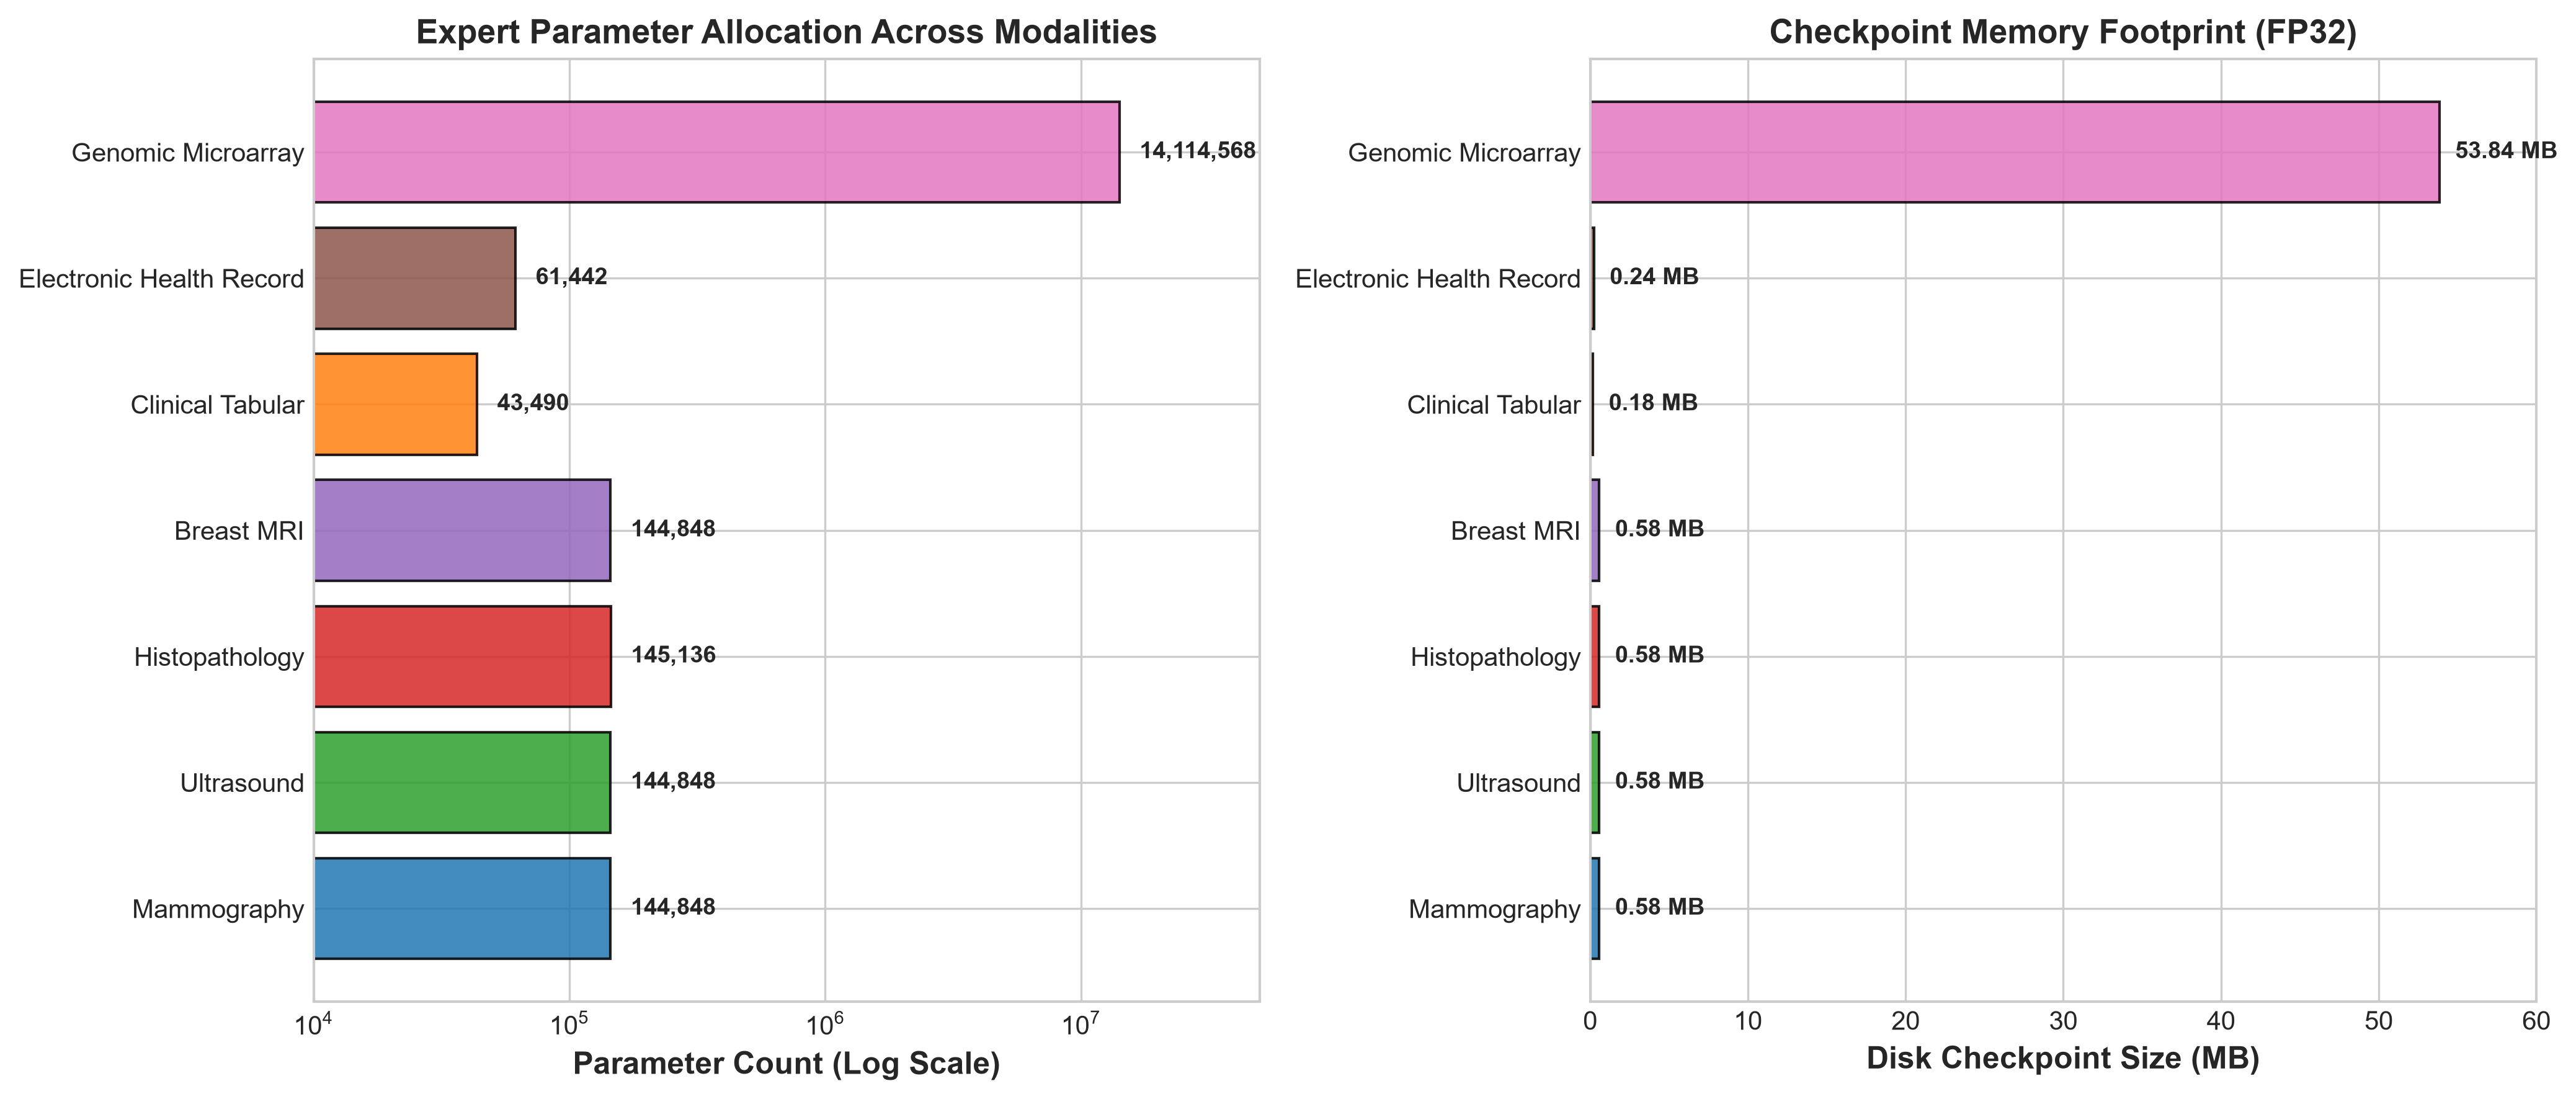 Expert Parameter Allocation Across Modalities
Genomic Microarray
14,114,568
Electronic Health Record
61,442
Clinical Tabular
43,490
Breast MRI
144,848
Histopathology
145,136
Ultrasound
144,848
Mammography
144,848
10⁴ 10⁵ 10⁶ 10⁷
Parameter Count (Log Scale)
Checkpoint Memory Footprint (FP32)
Genomic Microarray
53.84 MB
Electronic Health Record
0.24 MB
Clinical Tabular
0.18 MB
Breast MRI
0.58 MB
Histopathology
0.58 MB
Ultrasound
0.58 MB
Mammography
0.58 MB
0 10 20 30 40 50 60
Disk Checkpoint Size (MB)